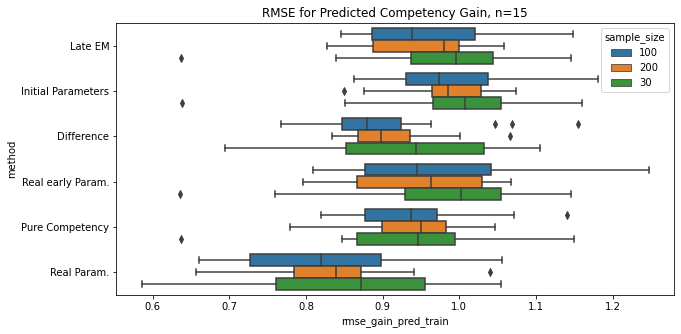 RMSE for Predicted Competency Gain, n=15
sample_size
100
200
30
method
Late EM
Initial Parameters
Difference
Real early Param.
Pure Competency
Real Param.
0.6 0.7 0.8 0.9 1.0 1.1 1.2
rmse_gain_pred_train